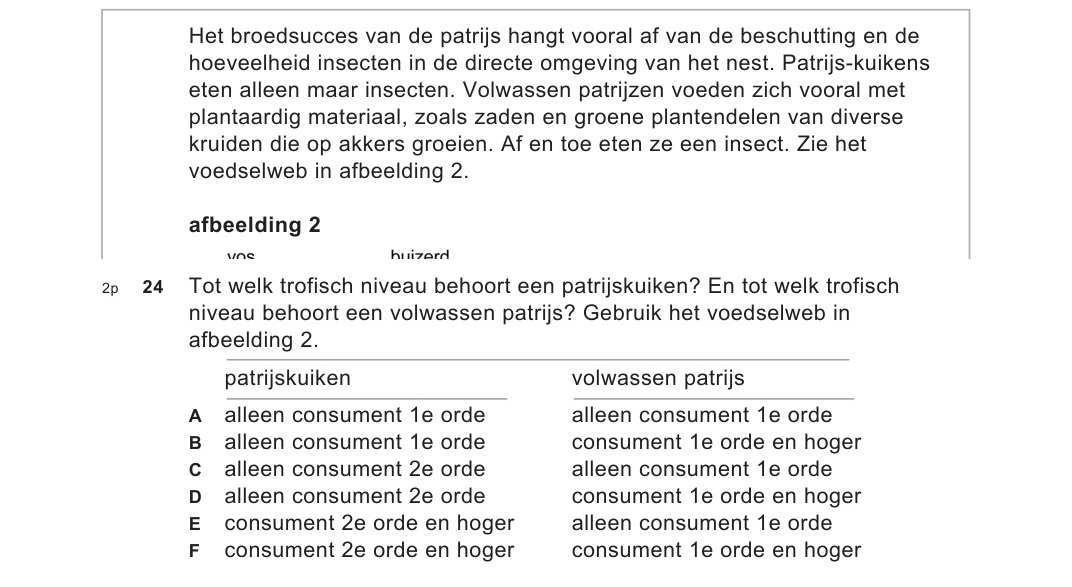 Het broedsucces van de patrijs hangt vooral af van de beschutting en de
hoeveelheid insecten in de directe omgeving van het nest. Patrijs-kuikens
eten alleen maar insecten. Volwassen patrijzen voeden zich vooral met
plantaardig materiaal, zoals zaden en groene plantendelen van diverse
kruiden die op akkers groeien. Af en toe eten ze een insect. Zie het
voedselweb in afbeelding 2.
afbeelding 2
vos buizerd
2p 24 Tot welk trofisch niveau behoort een patrijskuiken? En tot welk trofisch
niveau behoort een volwassen patrijs? Gebruik het voedselweb in
afbeelding 2.
patrijskuiken volwassen patrijs
A alleen consument 1e orde alleen consument 1e orde
B alleen consument 1e orde consument 1e orde en hoger
C alleen consument 2e orde alleen consument 1e orde
D alleen consument 2e orde consument 1e orde en hoger
E consument 2e orde en hoger alleen consument 1e orde
F consument 2e orde en hoger consument 1e orde en hoger